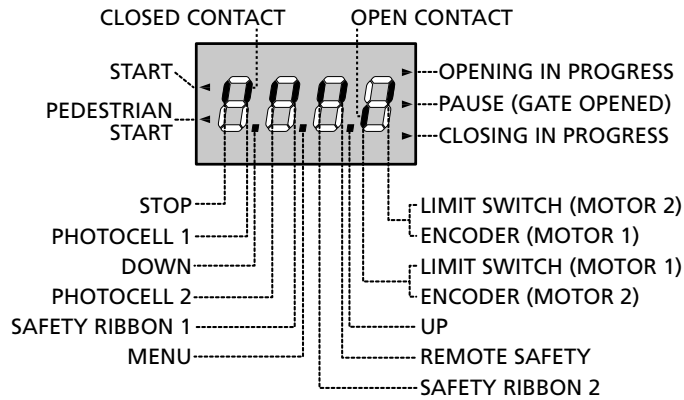 CLOSED CONTACT
OPEN CONTACT
START
PEDESTRIAN
START
OPENING IN PROGRESS
PAUSE (GATE OPENED)
CLOSING IN PROGRESS
STOP
PHOTOCELL 1
DOWN
PHOTOCELL 2
SAFETY RIBBON 1
MENU
LIMIT SWITCH (MOTOR 2)
ENCODER (MOTOR 1)
LIMIT SWITCH (MOTOR 1)
ENCODER (MOTOR 2)
UP
REMOTE SAFETY
SAFETY RIBBON 2